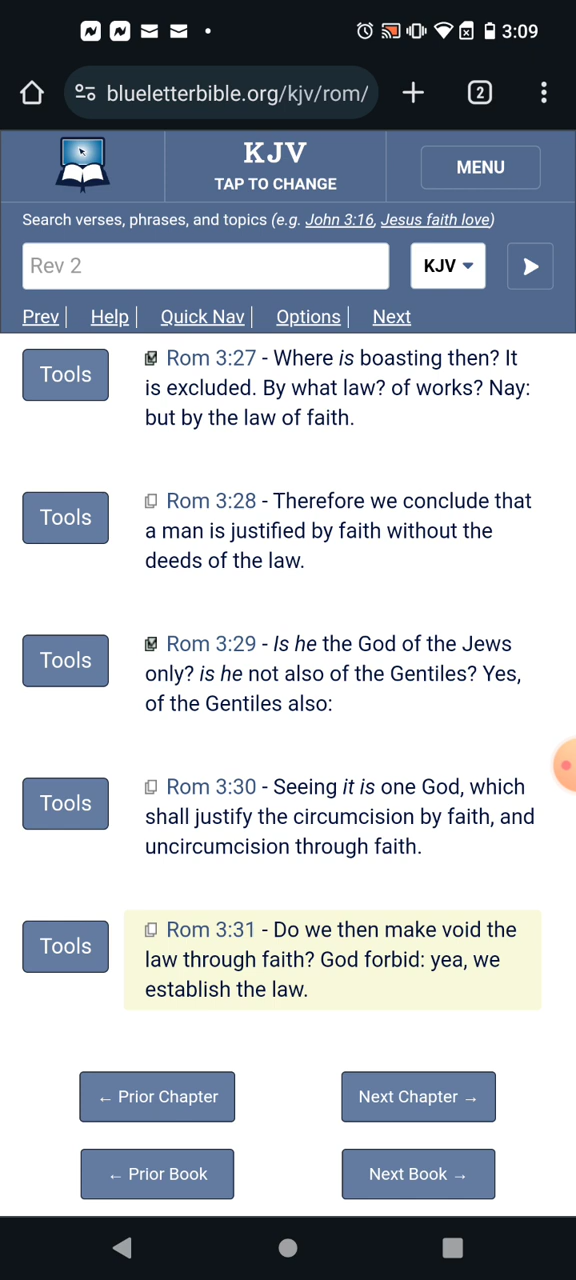 3:09
blueletterbible.org/kjv/rom/
2
KJV
TAP TO CHANGE
MENU
Search verses, phrases, and topics (e.g. John 3:16, Jesus faith love)
Rev 2
KJV
Prev | Help | Quick Nav | Options | Next
Tools
Rom 3:27 - Where is boasting then? It
is excluded. By what law? of works? Nay:
but by the law of faith.
Tools
Rom 3:28 - Therefore we conclude that
a man is justified by faith without the
deeds of the law.
Tools
Rom 3:29 - Is he the God of the Jews
only? is he not also of the Gentiles? Yes,
of the Gentiles also:
Tools
Rom 3:30 - Seeing it is one God, which
shall justify the circumcision by faith, and
uncircumcision through faith.
Tools
Rom 3:31 - Do we then make void the
law through faith? God forbid: yea, we
establish the law.
← Prior Chapter
Next Chapter →
← Prior Book
Next Book →